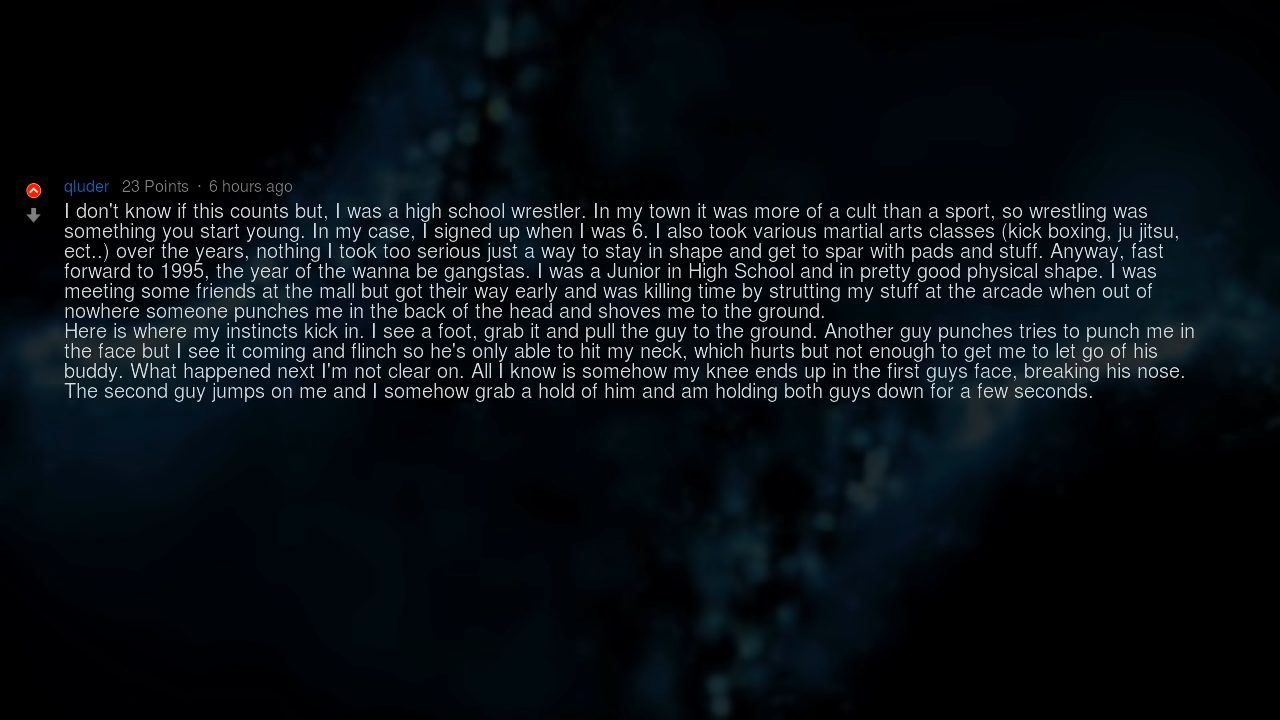 qluder 23 Points · 6 hours ago
I don't know if this counts but, I was a high school wrestler. In my town it was more of a cult than a sport, so wrestling was
something you start young. In my case, I signed up when I was 6. I also took various martial arts classes (kick boxing, ju jitsu,
ect..) over the years, nothing I took too serious just a way to stay in shape and get to spar with pads and stuff. Anyway, fast
forward to 1995, the year of the wanna be gangstas. I was a Junior in High School and in pretty good physical shape. I was
meeting some friends at the mall but got their way early and was killing time by strutting my stuff at the arcade when out of
nowhere someone punches me in the back of the head and shoves me to the ground.
Here is where my instincts kick in. I see a foot, grab it and pull the guy to the ground. Another guy punches tries to punch me in
the face but I see it coming and flinch so he's only able to hit my neck, which hurts but not enough to get me to let go of his
buddy. What happened next I'm not clear on. All I know is somehow my knee ends up in the first guys face, breaking his nose.
The second guy jumps on me and I somehow grab a hold of him and am holding both guys down for a few seconds.